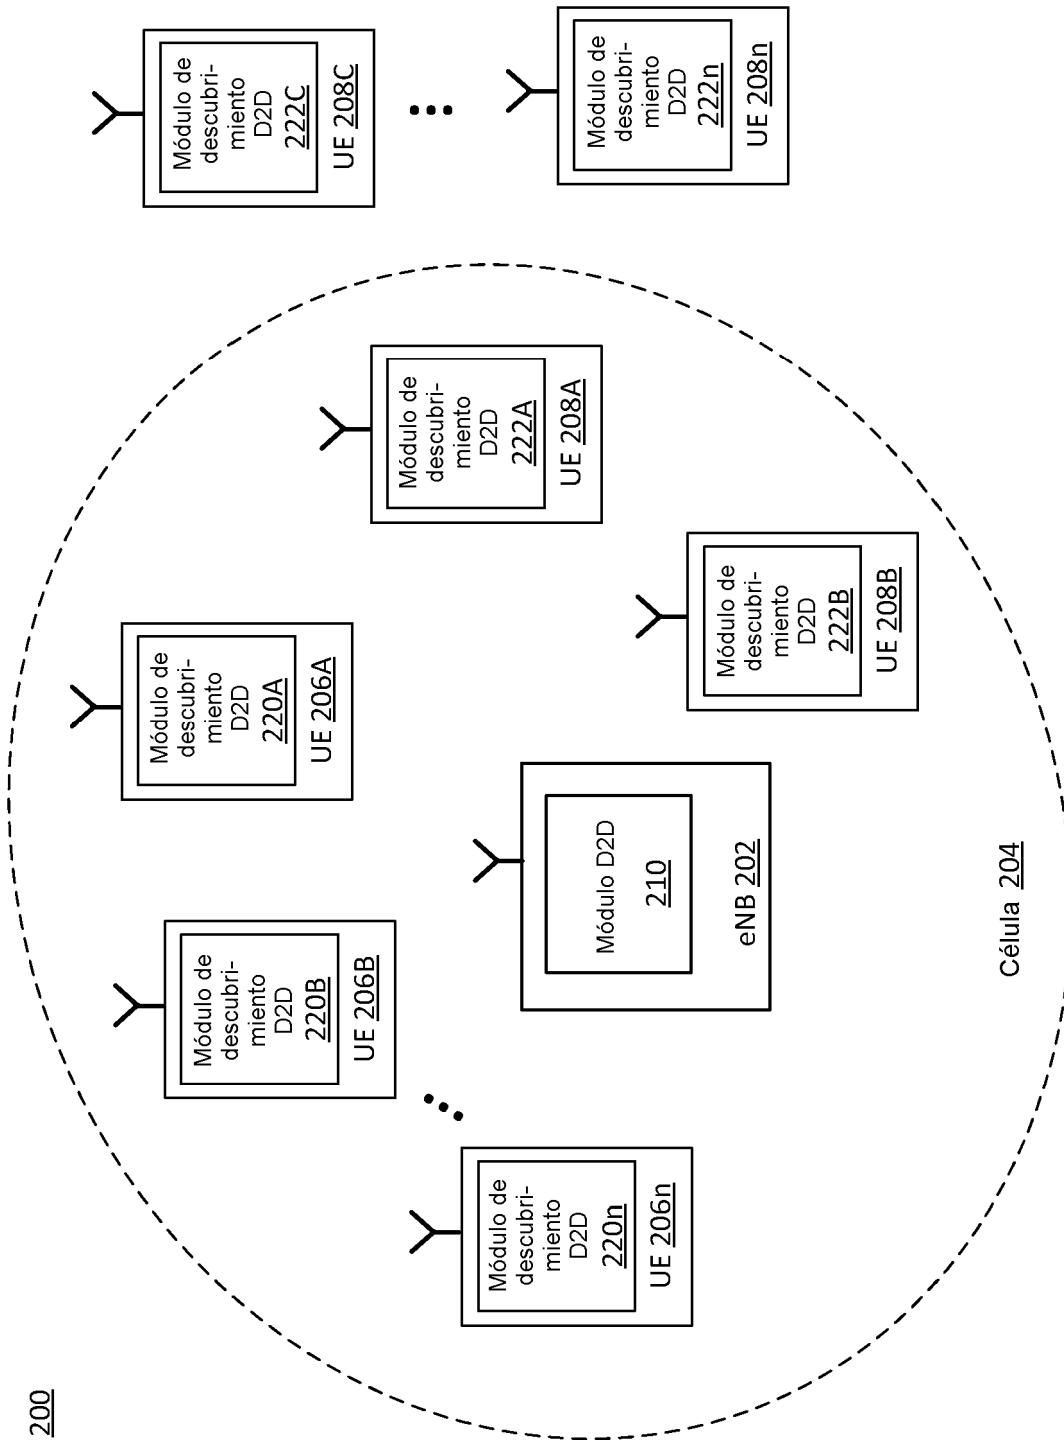 200
Módulo de
descubri-
miento
D2D
220A
UE 206A
Módulo de
descubri-
miento
D2D
222C
UE 208C
Módulo de
descubri-
miento
D2D
220B
UE 206B
Módulo de
descubri-
miento
D2D
222A
UE 208A
Módulo de
descubri-
miento
D2D
220n
UE 206n
Módulo D2D
210
eNB 202
Módulo de
descubri-
miento
D2D
222n
UE 208n
Módulo de
descubri-
miento
D2D
222B
UE 208B
Célula 204